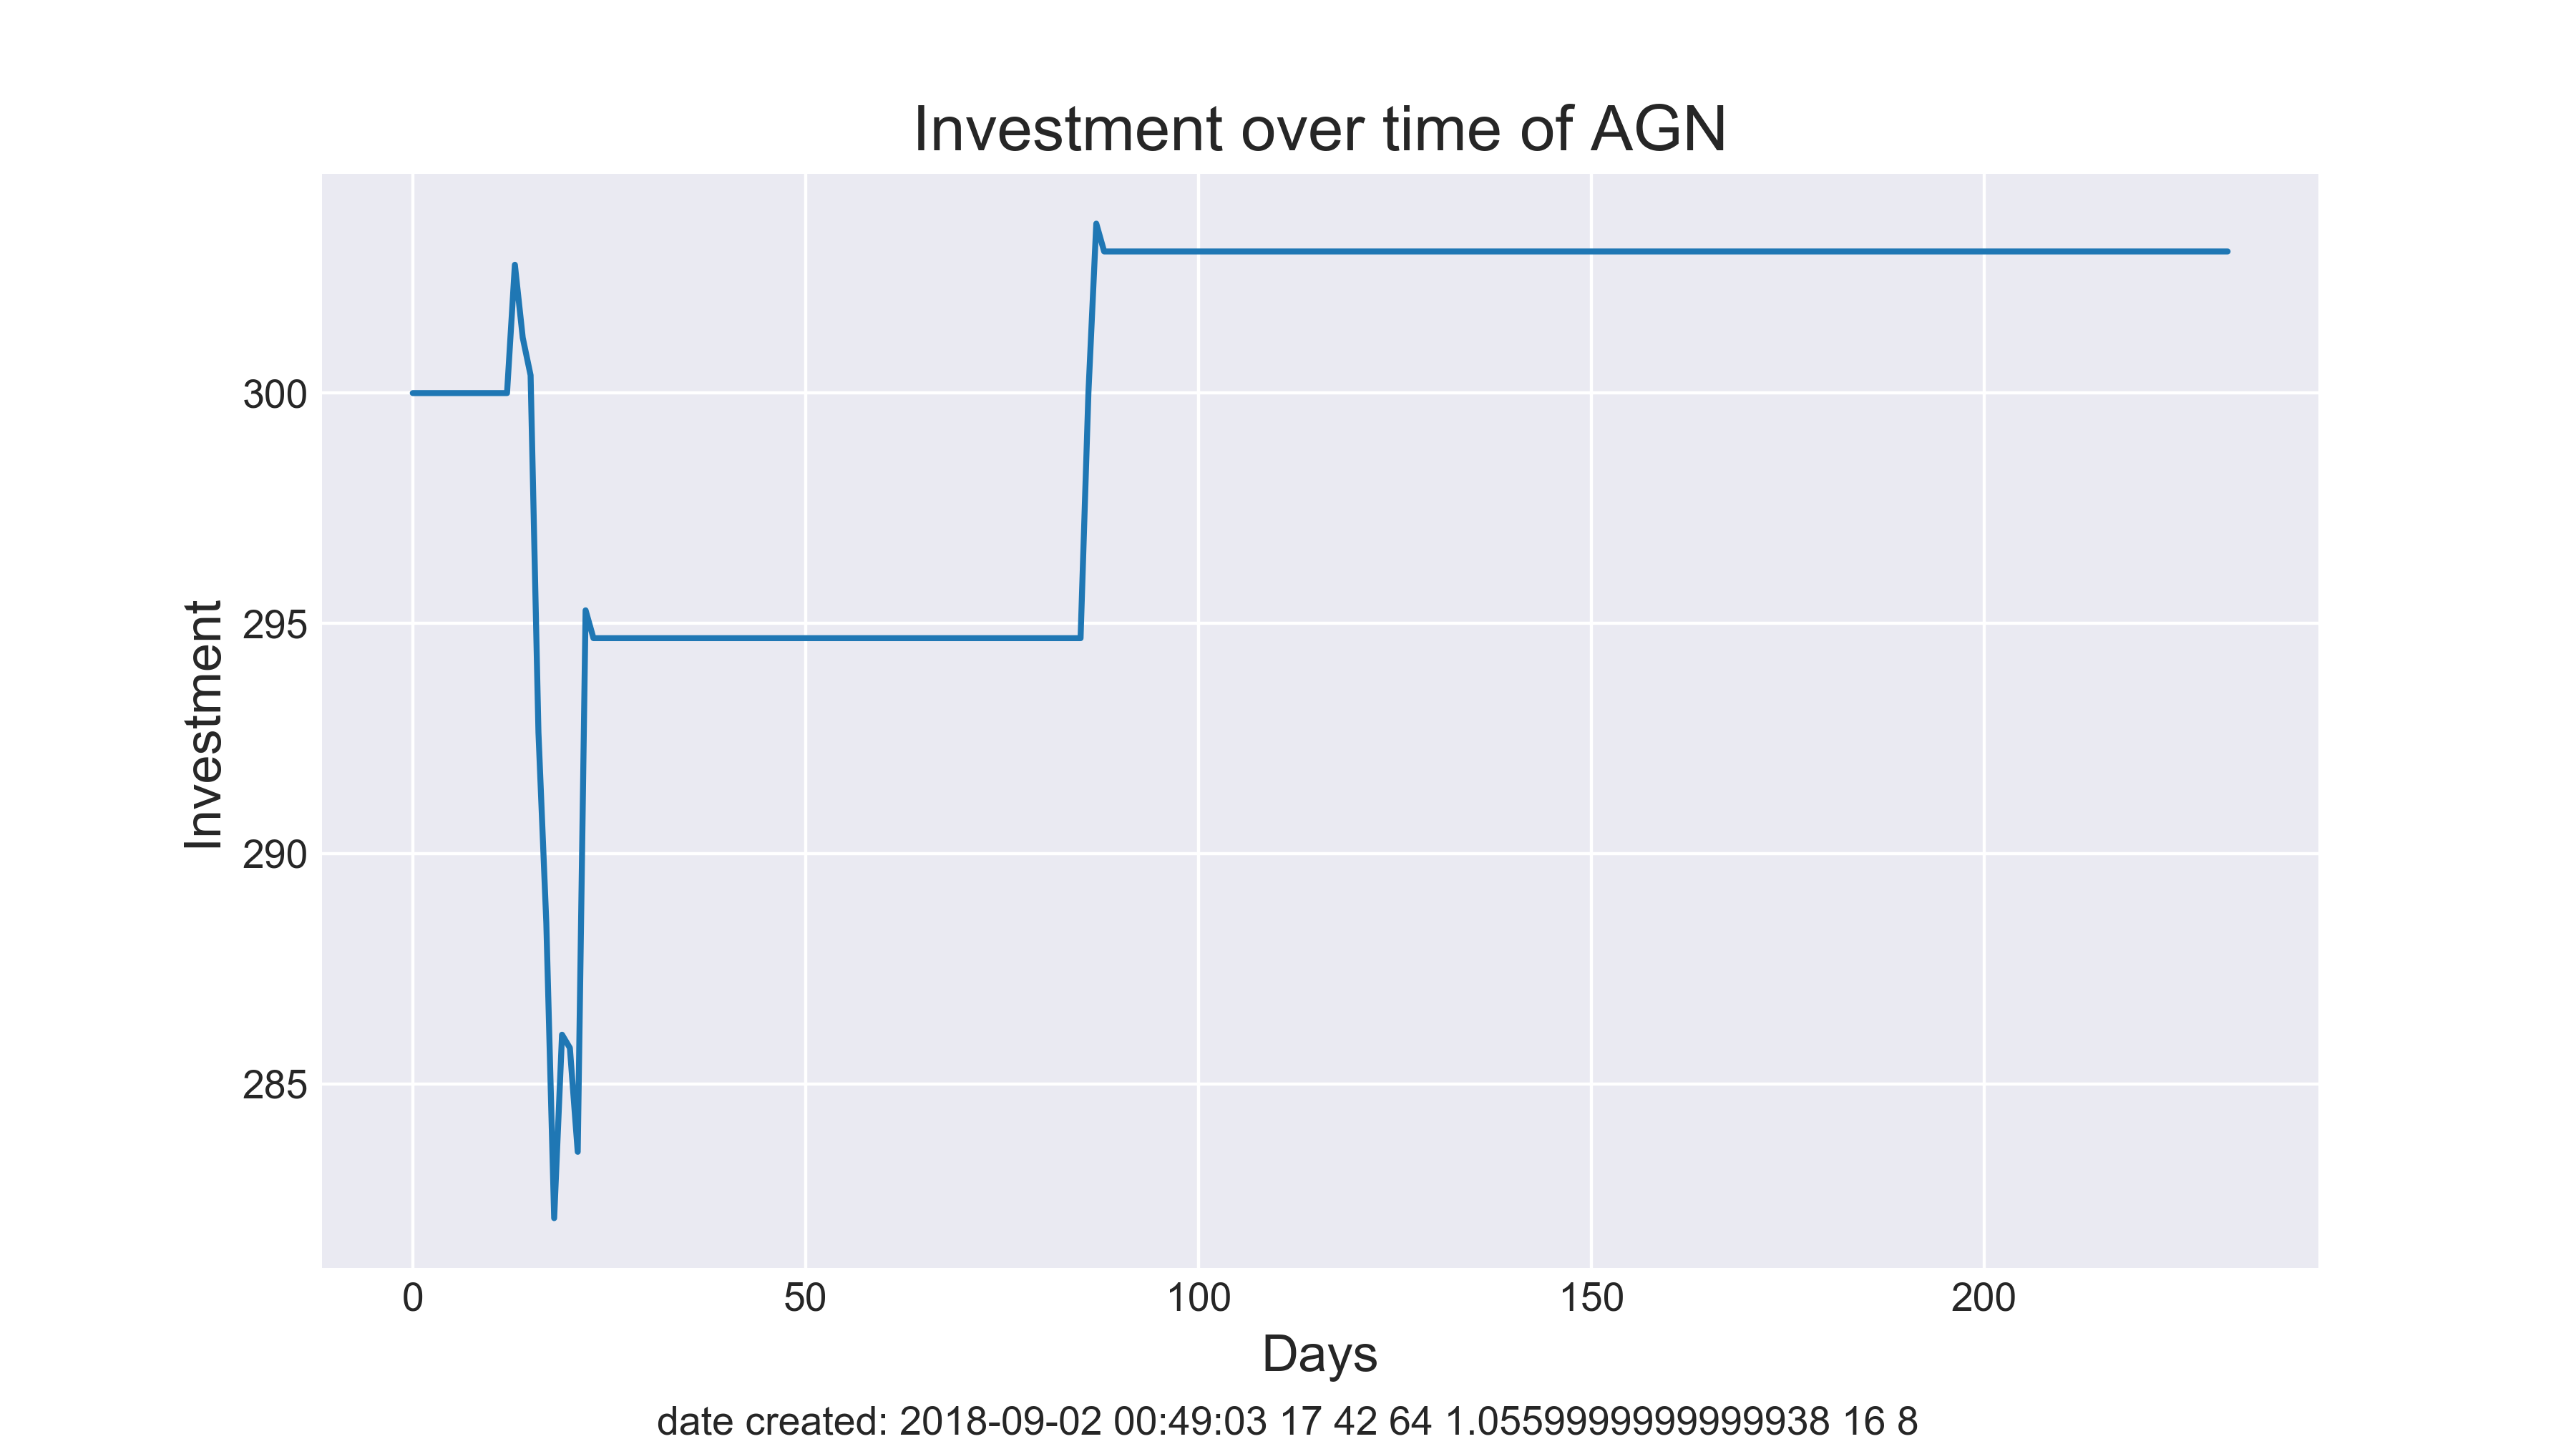 Investment over time of AGN
Investment
300
295
290
285
0 50 100 150 200
Days
date created: 2018-09-02 00:49:03 17 42 64 1.0559999999999938 16 8